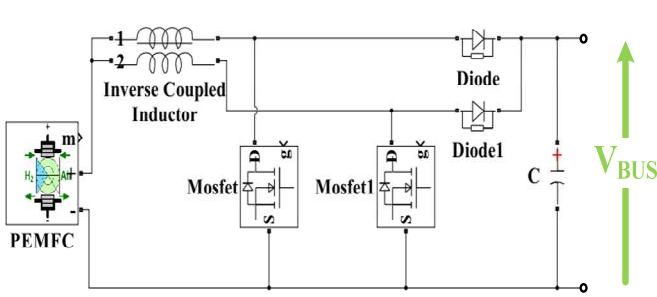 1
2
Inverse Coupled
Inductor
Diode
Diode1
m
H2
+
-
PEMFC
D
g
S
Mosfet
D
g
S
Mosfet1
+
C
VBUS